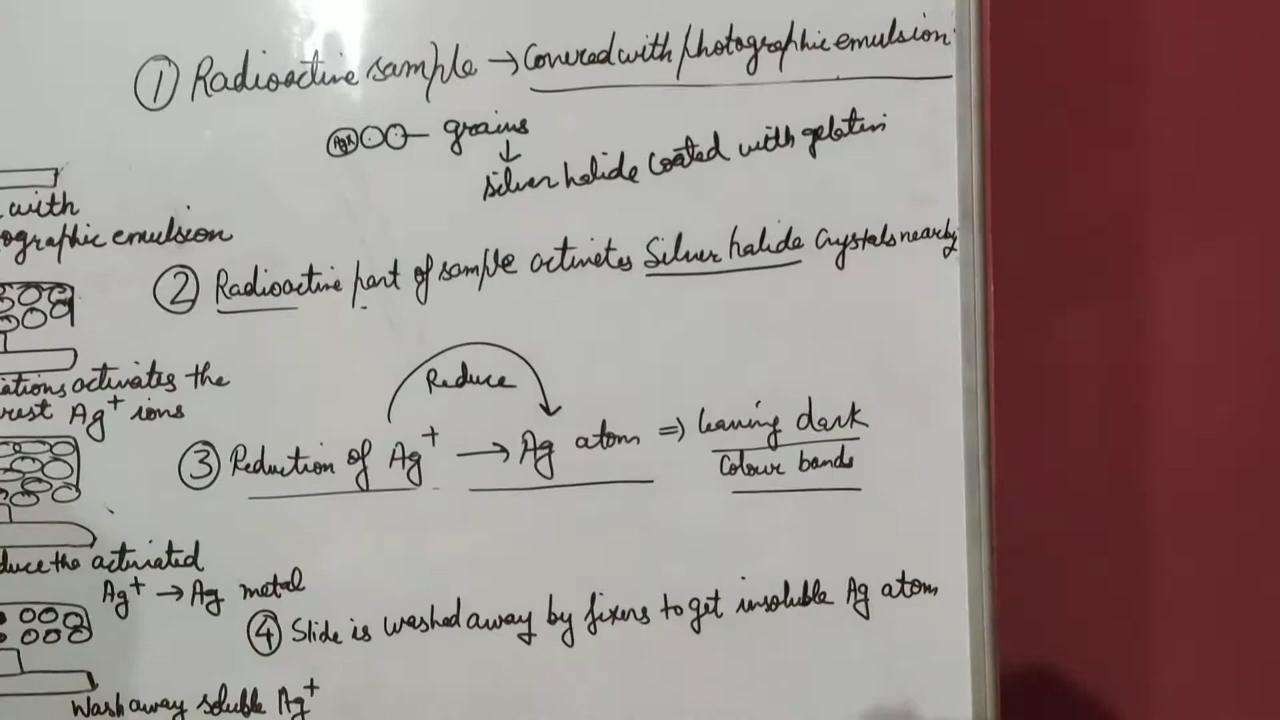 ① Radioactive sample → Covered with photographic emulsion
AgX grains
↓
silver halide coated with gelatin
with
ographic emulsion
② Radioactive part of sample activates Silver halide crystals nearby
ations activates the
rest Ag+ ions
Reduce
③ Reduction of Ag+ → Ag atom ⇒ leaving dark
colour bands
duce the activated
Ag+ → Ag metal
④ Slide is washed away by fixers to get insoluble Ag atom
Wash away soluble Ag+